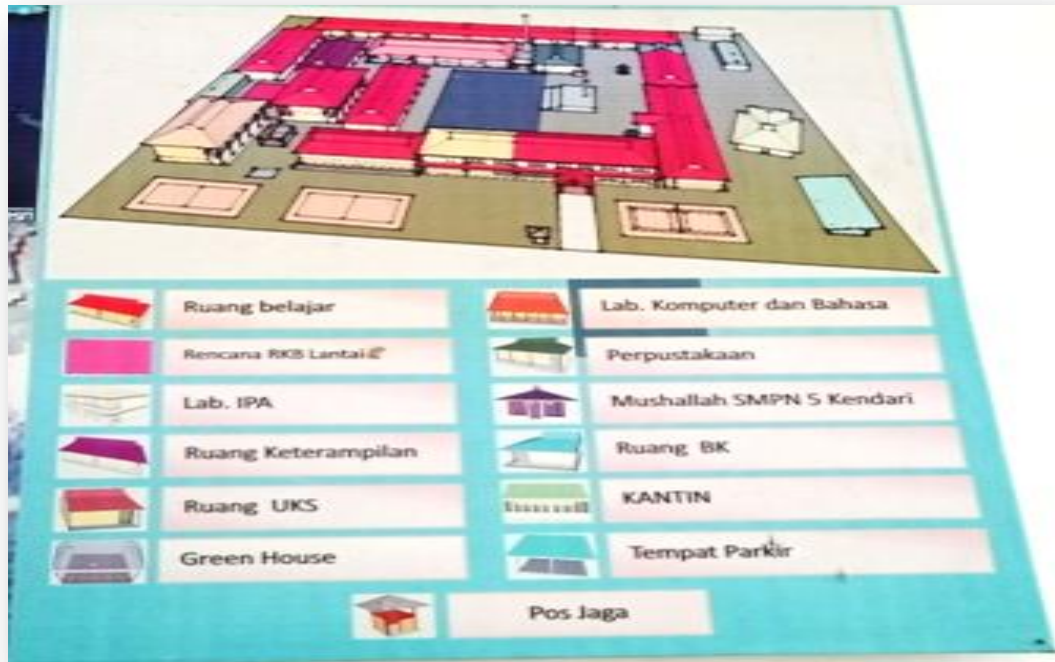 Ruang belajar
Lab. Komputer dan Bahasa
Rencana RKB Lantai
Perpustakaan
Lab. IPA
Mushallah SMPN 5 Kendari
Ruang Keterampilan
Ruang BK
Ruang UKS
KANTIN
Green House
Tempat Parkir
Pos Jaga